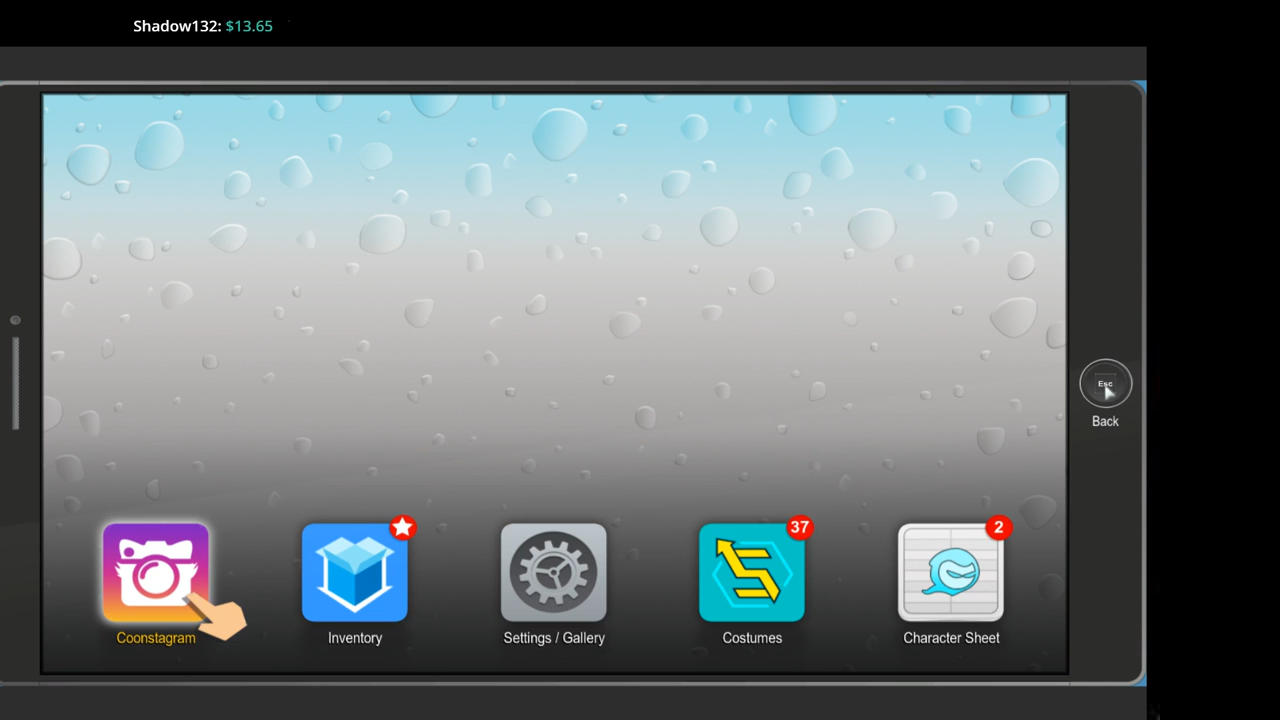 Shadow132: $13.65
Esc
Back
37
2
Coonstagram
Inventory
Settings / Gallery
Costumes
Character Sheet